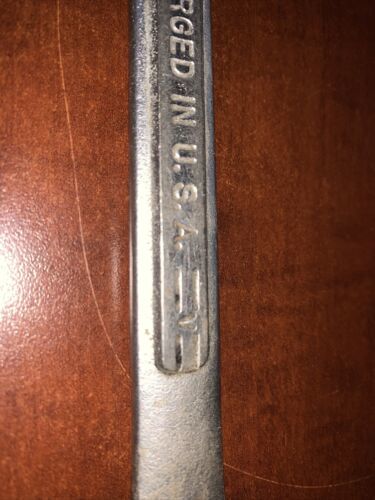 RGED IN U.S.A.
V